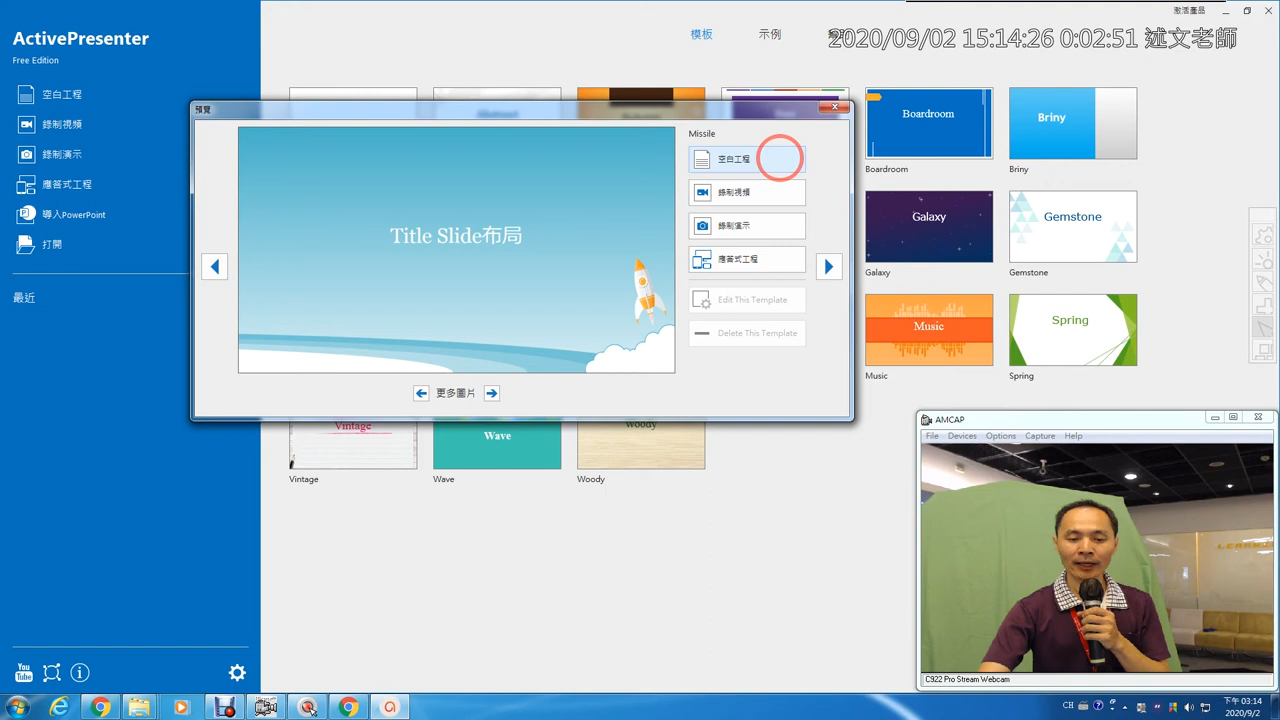 ActivePresenter
Free Edition
空白工程
錄制視頻
錄制演示
應答式工程
導入PowerPoint
打開
最近
You
Tube
激活產品
模板
示例
2020/09/02 15:14:26 0:02:51 述文老師
預覽
Title Slide布局
更多圖片
Missile
空白工程
錄制視頻
錄制演示
應答式工程
Edit This Template
Delete This Template
Boardroom
Boardroom
Briny
Briny
Galaxy
Galaxy
Gemstone
Gemstone
Music
Music
Spring
Spring
Vintage
Vintage
Wave
Wave
Woody
Woody
AMCAP
File Devices Options Capture Help
C922 Pro Stream Webcam
CH
下午 03:14
2020/9/2